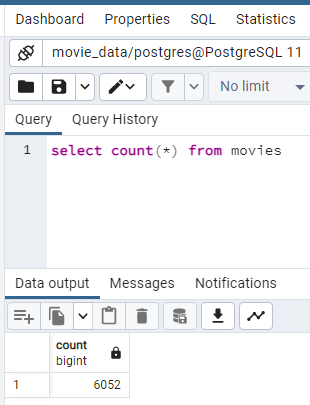 Dashboard Properties SQL Statistics
movie_data/postgres@PostgreSQL 11
No limit
Query Query History
1 select count(*) from movies
Data output Messages Notifications
count
bigint
1 6052